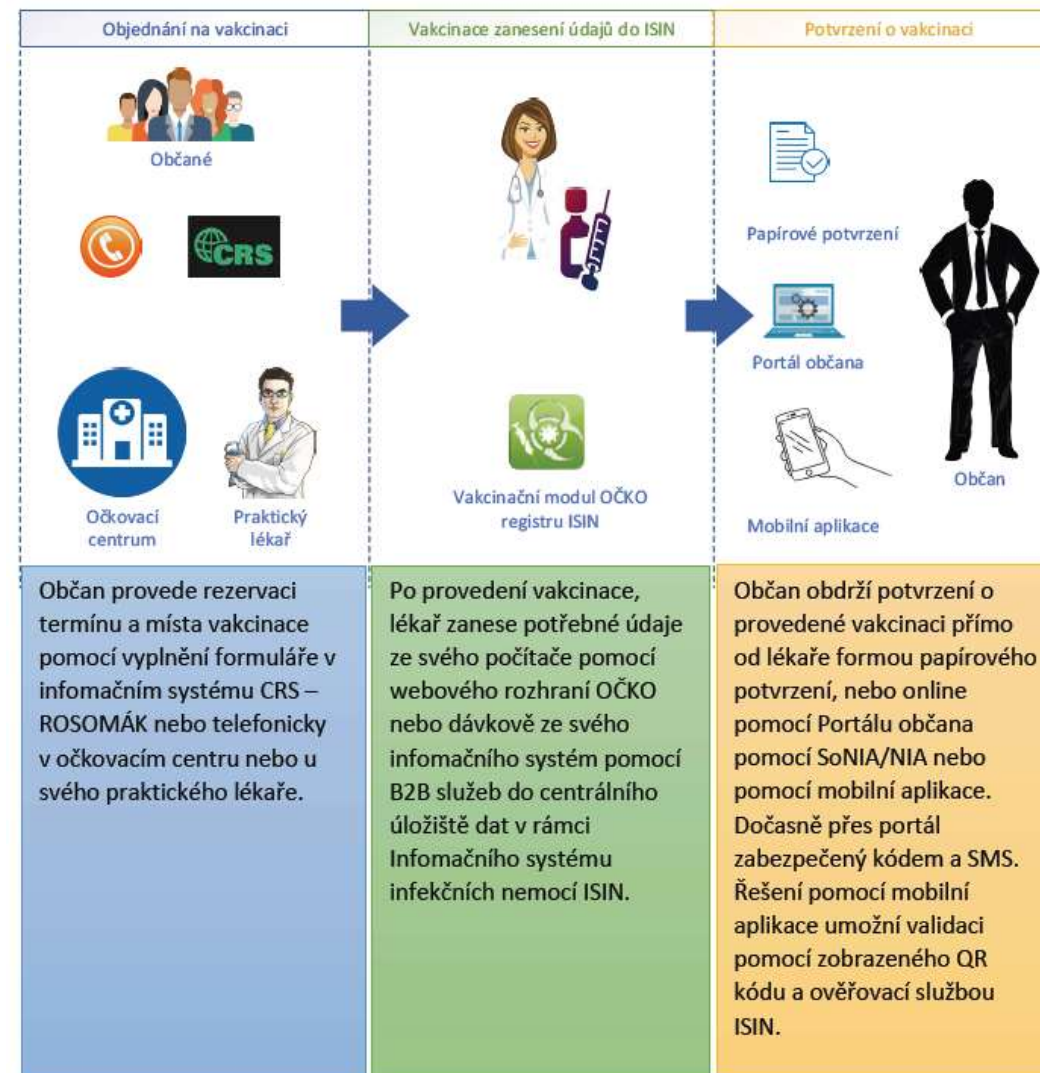 Objednání na vakcinaci
Vakcinace zanesení údajů do ISIN
Potvrzení o vakcinaci
Občané
CRS
Očkovací
centrum
Praktický
lékař
Vakcinační modul OČKO
registru ISIN
Papírové potvrzení
Portál občana
Mobilní aplikace
Občan
Občan provede rezervaci
termínu a místa vakcinace
pomocí vyplnění formuláře v
infomačním systému CRS –
ROSOMÁK nebo telefonicky
v očkovacím centru nebo u
svého praktického lékaře.
Po provedení vakcinace,
lékař zanese potřebné údaje
ze svého počítače pomocí
webového rozhraní OČKO
nebo dávkově ze svého
infomačního systém pomocí
B2B služeb do centrálního
úložiště dat v rámci
Infomačního systému
infekčních nemocí ISIN.
Občan obdrží potvrzení o
provedené vakcinaci přímo
od lékaře formou papírového
potvrzení, nebo online
pomocí Portálu občana
pomocí SoNIA/NIA nebo
pomocí mobilní aplikace.
Dočasně přes portál
zabezpečený kódem a SMS.
Řešení pomocí mobilní
aplikace umožní validaci
pomocí zobrazeného QR
kódu a ověřovací službou
ISIN.